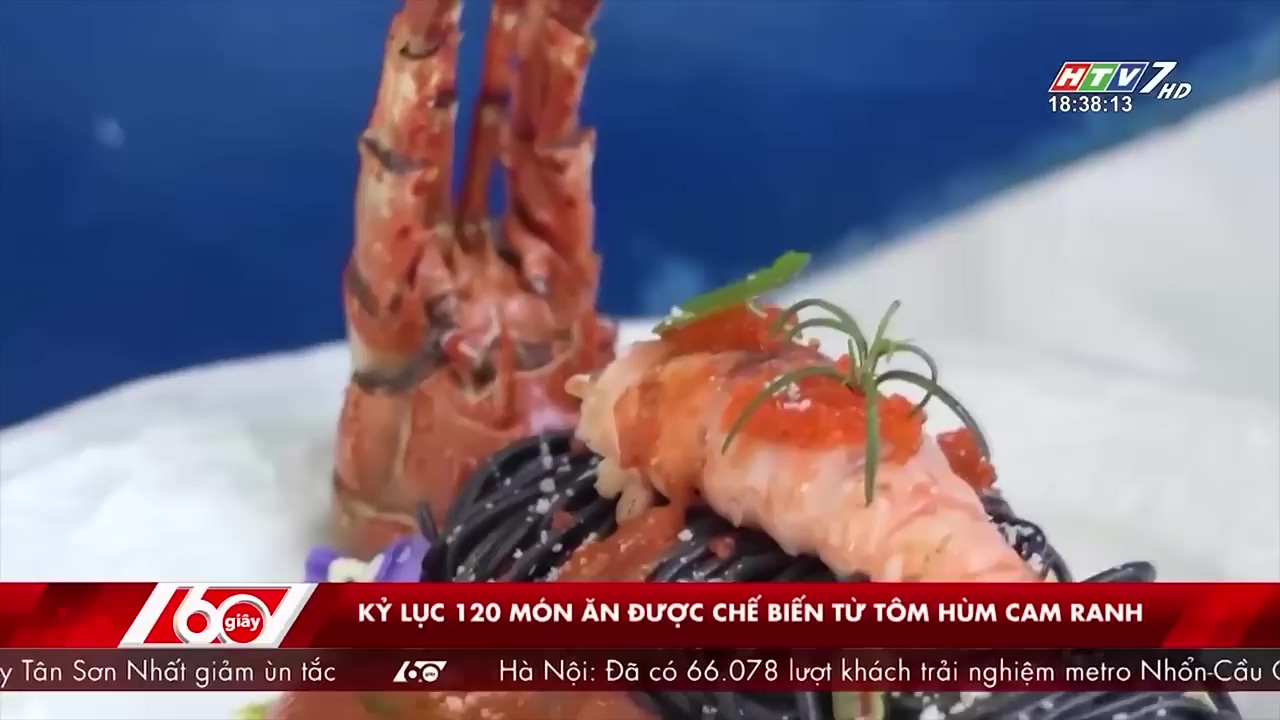 HTV7 HD
18:38:13
60 giây
KỶ LỤC 120 MÓN ĂN ĐƯỢC CHẾ BIẾN TỪ TÔM HÙM CAM RANH
y Tân Sơn Nhất giảm ùn tắc 60 giây Hà Nội: Đã có 66.078 lượt khách trải nghiệm metro Nhổn-Cầu G